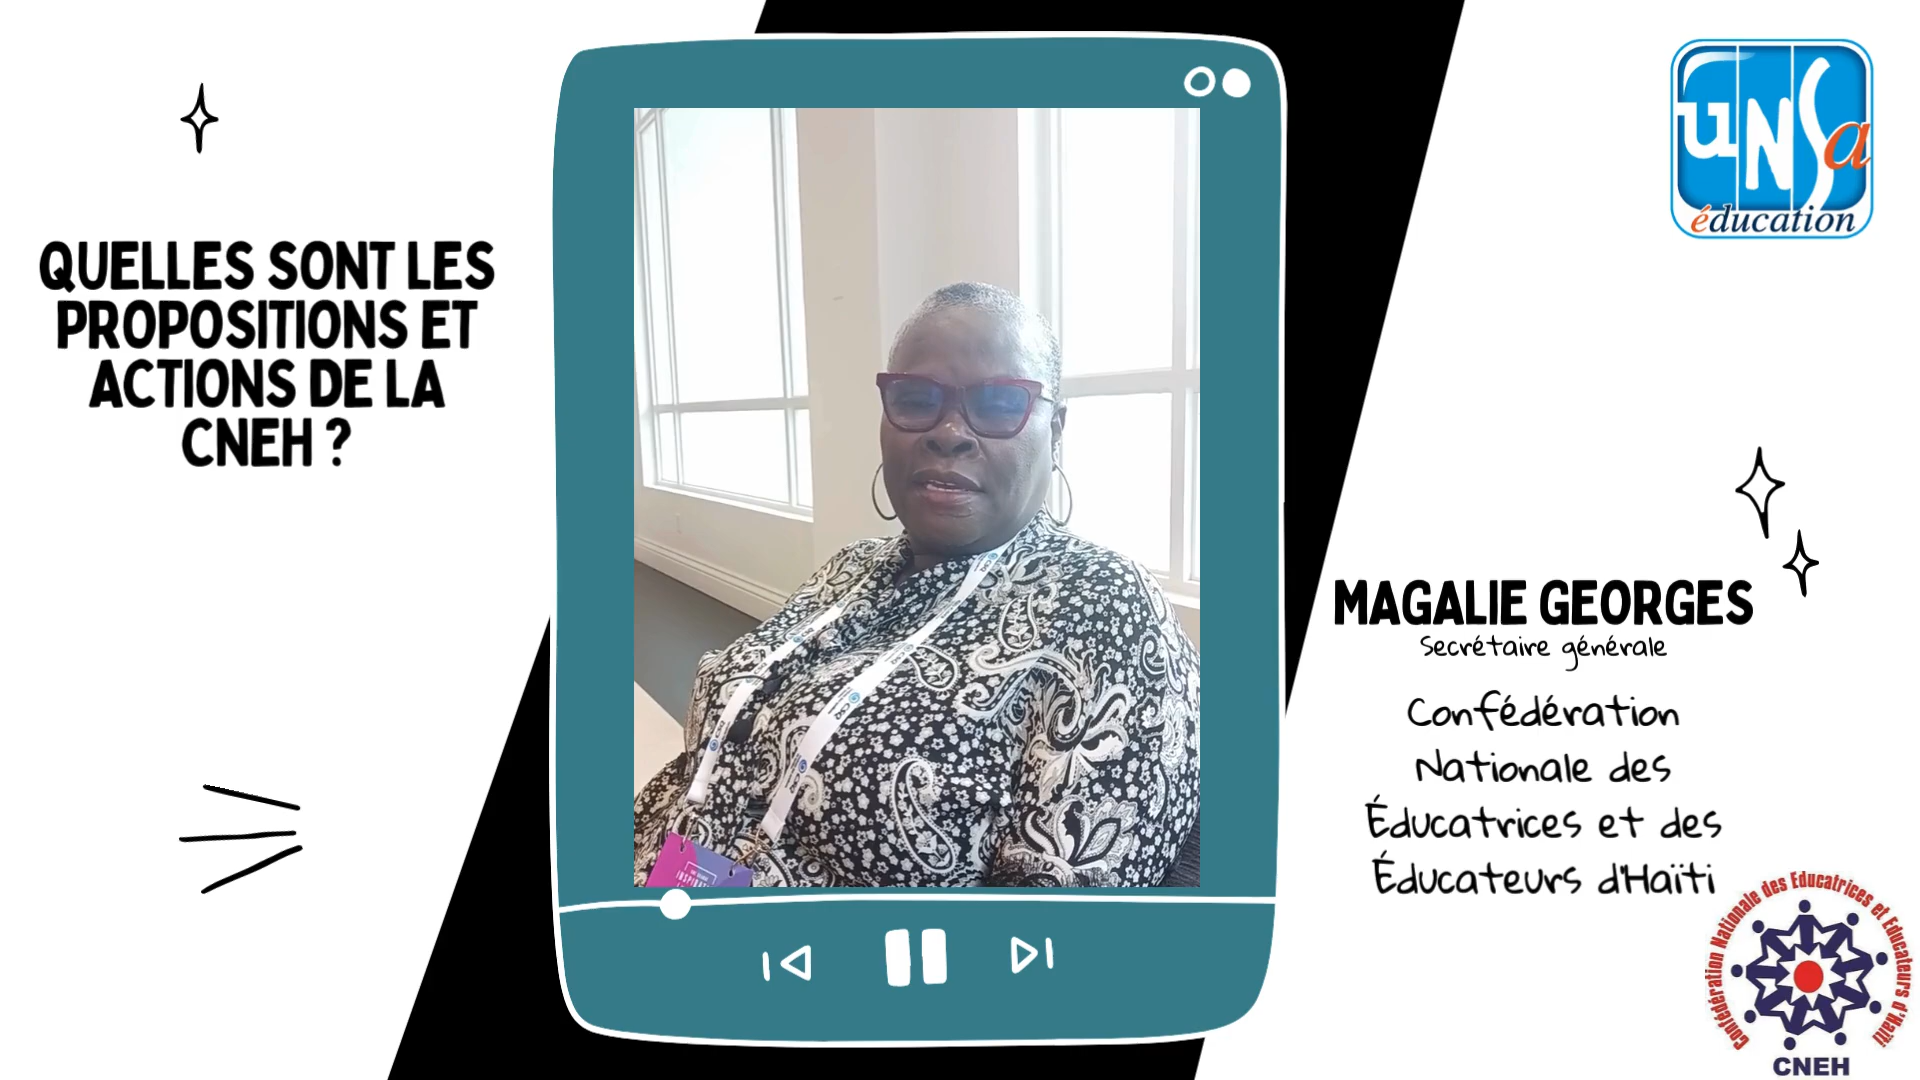 QUELLES SONT LES
PROPOSITIONS ET
ACTIONS DE LA
CNEH ?
UNSa
éducation
MAGALIE GEORGES
Secrétaire générale
Confédération
Nationale des
Éducatrices et des
Éducateurs d'Haïti
Confédération Nationale des Educatrices et Educateurs d'Haïti
CNEH